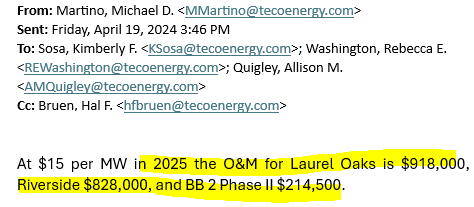 From: Martino, Michael D. <MMartino@tecoenergy.com>
Sent: Friday, April 19, 2024 3:46 PM
To: Sosa, Kimberly F. <KSosa@tecoenergy.com>; Washington, Rebecca E.
<REWashington@tecoenergy.com>; Quigley, Allison M.
<AMQuigley@tecoenergy.com>
Cc: Bruen, Hal F. <hfbruen@tecoenergy.com>
At $15 per MW in 2025 the O&M for Laurel Oaks is $918,000,
Riverside $828,000, and BB 2 Phase II $214,500.